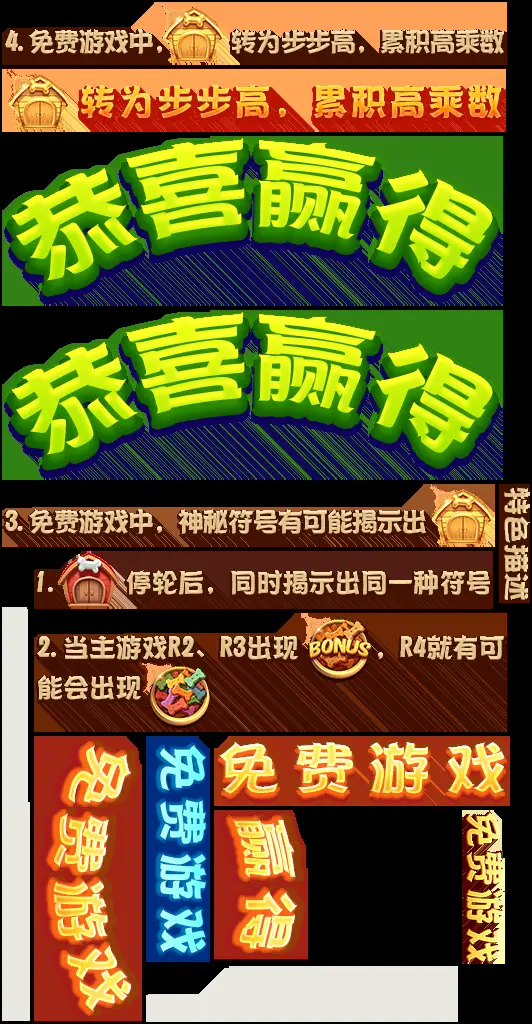 4. 免费游戏中, 转为步步高，累积高乘数
转为步步高，累积高乘数
恭喜赢得
恭喜赢得
3. 免费游戏中，神秘符号有可能揭示出
特色描述
1. 停轮后，同时揭示出同一种符号
2. 当主游戏R2、R3出现 BONUS ，R4就有可
能会出现
免费游戏
免费游戏
免费游戏
赢得
免费游戏